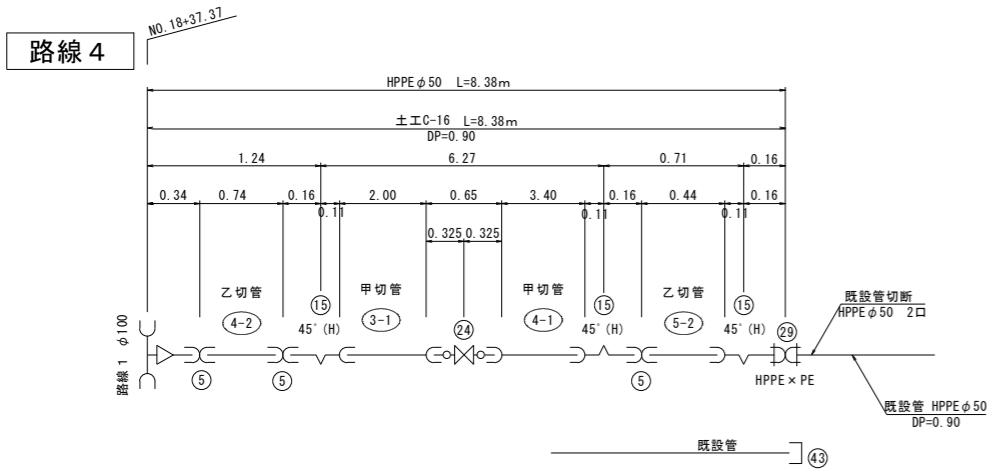 NO.18+37.37
路線4
HPPEφ50 L=8.38m
土工C-16 L=8.38m
DP=0.90
1.24 6.27 0.71 0.16
0.34 0.74 0.16 0.11 2.00 0.65 3.40 0.11 0.16 0.44 0.11 0.16
0.325 0.325
乙切管 甲切管 甲切管 乙切管
4-2 15 3-1 24 4-1 15 5-2 15 29
45°(H) 45°(H) 45°(H)
既設管切断
HPPEφ50 2口
路線1 φ100
5 5 5
HPPE×PE
既設管 HPPEφ50
DP=0.90
既設管
43